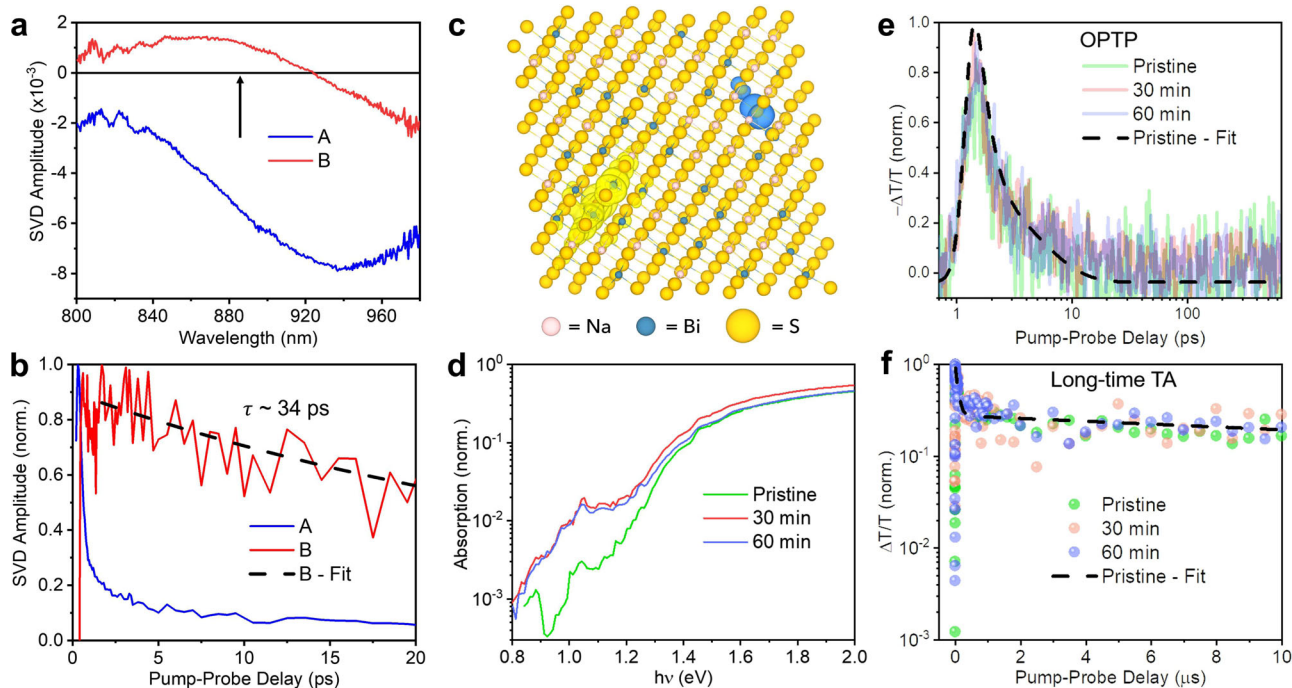 a
SVD Amplitude (x10⁻³)
2
0
-2
-4
-6
-8
A
B
800 840 880 920 960
Wavelength (nm)
b
SVD Amplitude (norm.)
1.0
0.8
0.6
0.4
0.2
0.0
τ ~ 34 ps
A
B
B - Fit
0 5 10 15 20
Pump-Probe Delay (ps)
c
= Na = Bi = S
d
Absorption (norm.)
10⁰
10⁻¹
10⁻²
10⁻³
Pristine
30 min
60 min
0.8 1.0 1.2 1.4 1.6 1.8 2.0
hν (eV)
e
−ΔT/T (norm.)
1.0
0.8
0.6
0.4
0.2
0.0
OPTP
Pristine
30 min
60 min
Pristine - Fit
1 10 100
Pump-Probe Delay (ps)
f
ΔT/T (norm.)
10⁰
10⁻¹
10⁻²
10⁻³
Long-time TA
Pristine
30 min
60 min
Pristine - Fit
0 2 4 6 8 10
Pump-Probe Delay (μs)